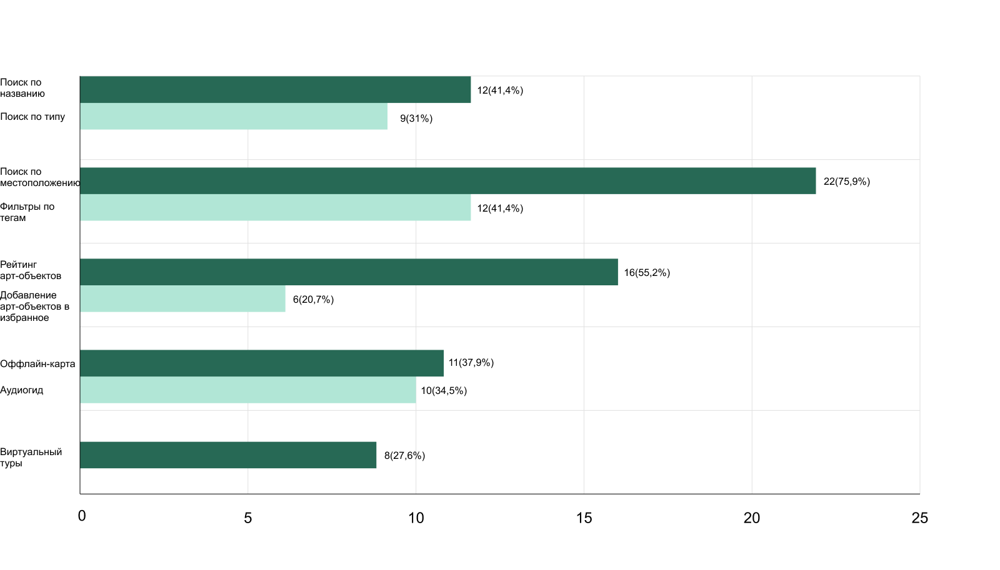 Поиск по
названию
12(41,4%)
Поиск по типу
9(31%)
Поиск по
местоположению
22(75,9%)
Фильтры по
тегам
12(41,4%)
Рейтинг
арт-объектов
16(55,2%)
Добавление
арт-объектов в
избранное
6(20,7%)
Оффлайн-карта
11(37,9%)
Аудиогид
10(34,5%)
Виртуальный
туры
8(27,6%)
0 5 10 15 20 25